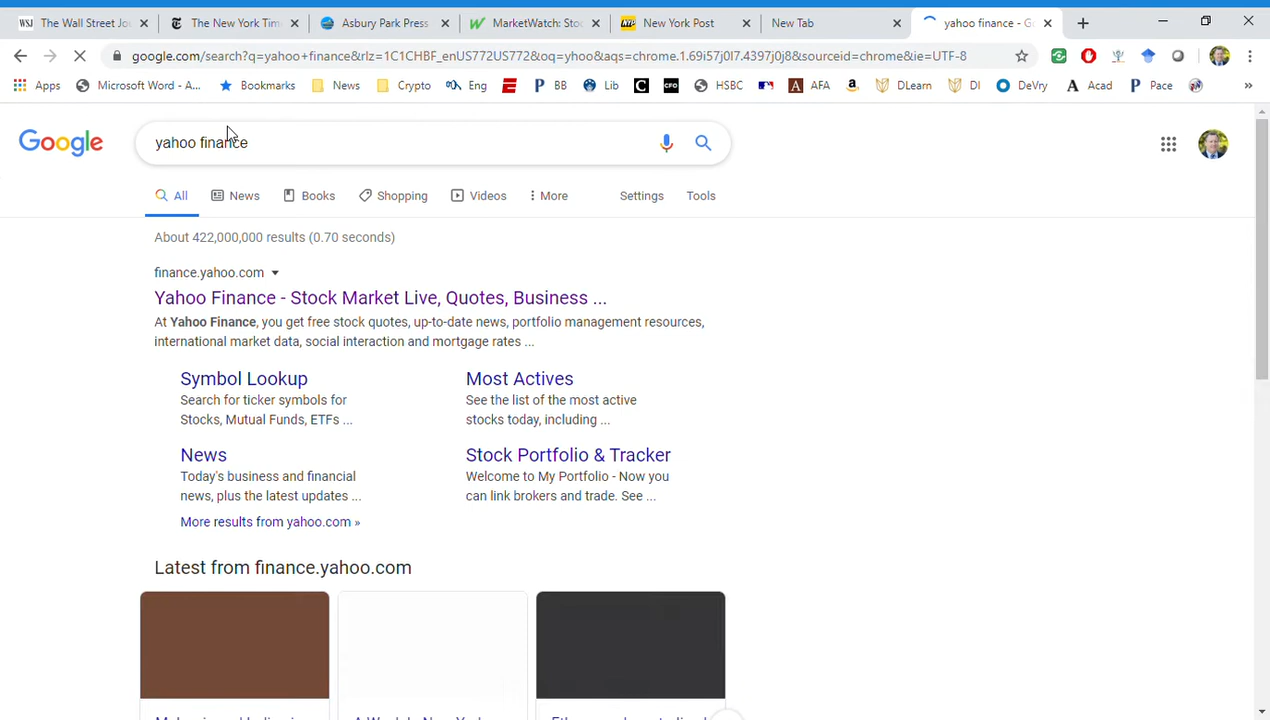 WSJ The Wall Street Jo
The New York Tim
Asbury Park Press
MarketWatch: Stoc
NYP New York Post
New Tab
yahoo finance - G
google.com/search?q=yahoo+finance&rlz=1C1CHBF_enUS772US772&oq=yhoo&aqs=chrome.1.69i57j0l7.4397j0j8&sourceid=chrome&ie=UTF-8
Apps
Microsoft Word - A...
Bookmarks
News
Crypto
Eng
P BB
Lib
C
CFO
HSBC
A AFA
DLearn
DI
DeVry
A Acad
P Pace
»
Google
yahoo finance
All
News
Books
Shopping
Videos
More
Settings
Tools
About 422,000,000 results (0.70 seconds)
finance.yahoo.com
Yahoo Finance - Stock Market Live, Quotes, Business ...
At Yahoo Finance, you get free stock quotes, up-to-date news, portfolio management resources,
international market data, social interaction and mortgage rates ...
Symbol Lookup
Search for ticker symbols for
Stocks, Mutual Funds, ETFs ...
Most Actives
See the list of the most active
stocks today, including ...
News
Today's business and financial
news, plus the latest updates ...
Stock Portfolio & Tracker
Welcome to My Portfolio - Now you
can link brokers and trade. See ...
More results from yahoo.com »
Latest from finance.yahoo.com